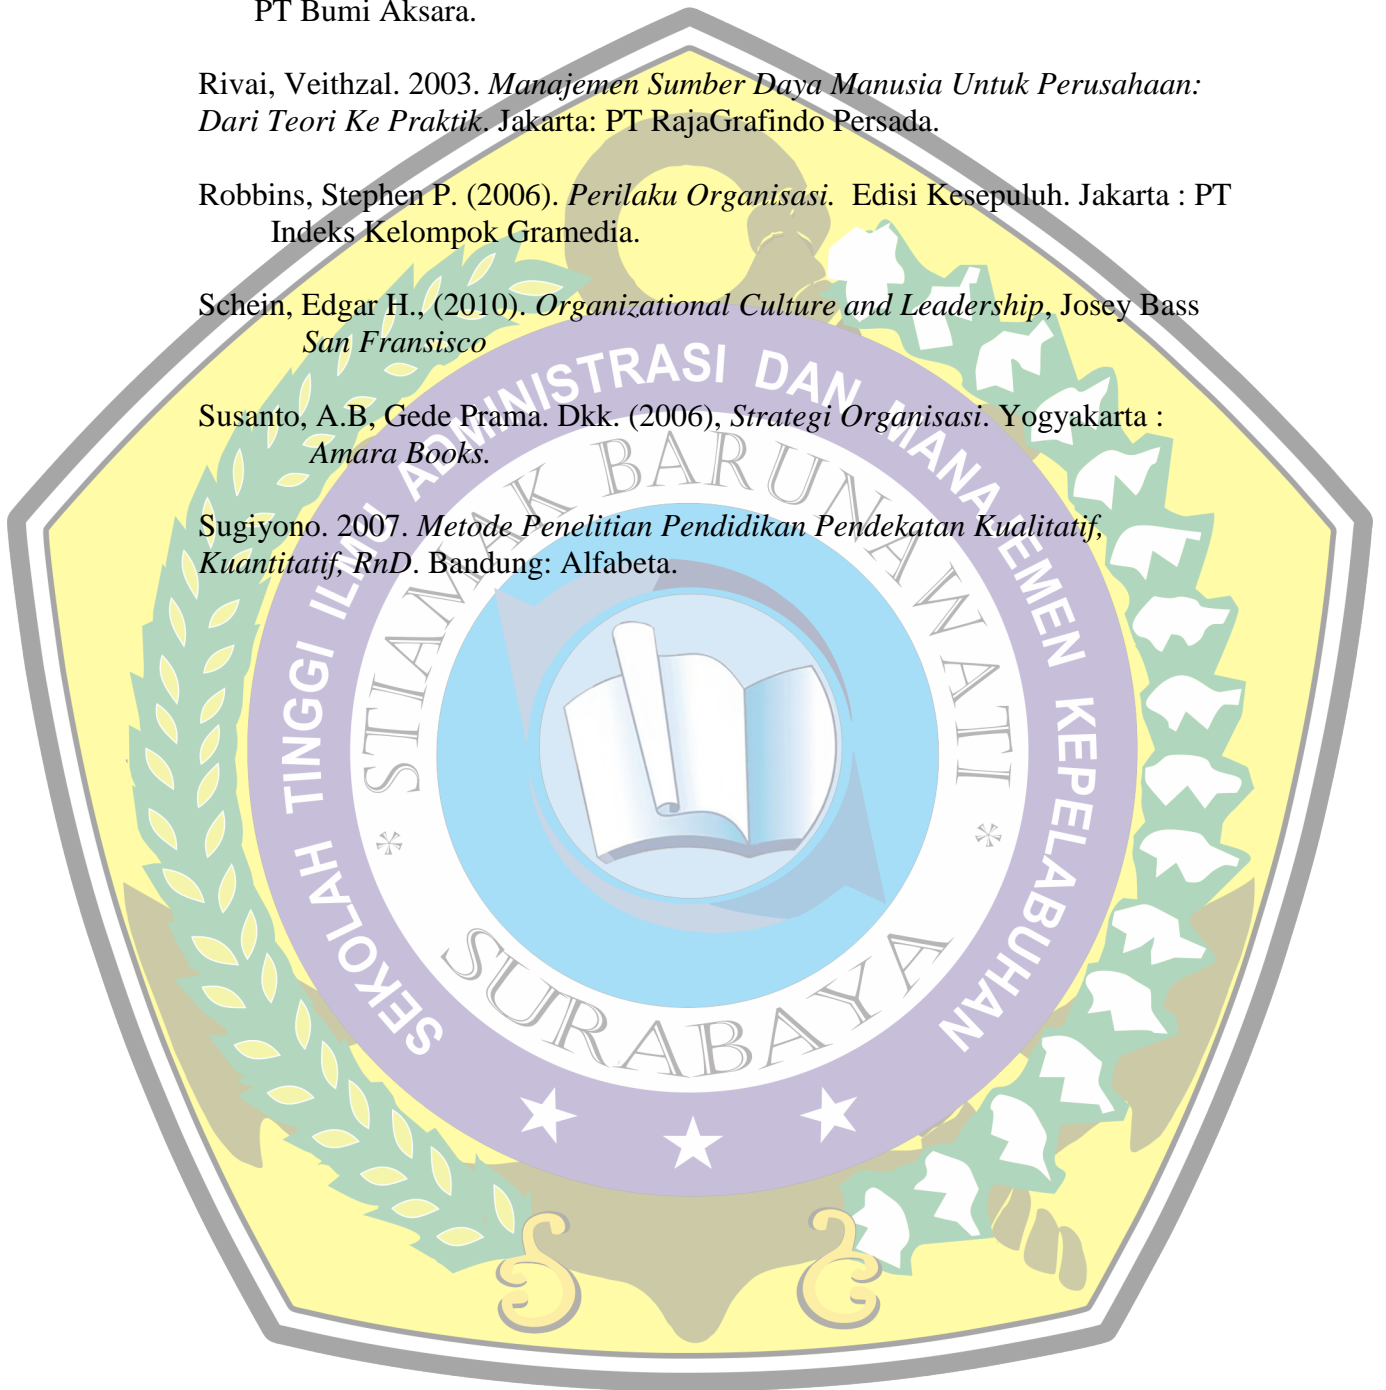 PT Bumi Aksara.
Rivai, Veithzal. 2003. Manajemen Sumber Daya Manusia Untuk Perusahaan:
Dari Teori Ke Praktik. Jakarta: PT RajaGrafindo Persada.
Robbins, Stephen P. (2006). Perilaku Organisasi. Edisi Kesepuluh. Jakarta : PT
Indeks Kelompok Gramedia.
Schein, Edgar H., (2010). Organizational Culture and Leadership, Josey Bass
San Fransisco
Susanto, A.B, Gede Prama. Dkk. (2006), Strategi Organisasi. Yogyakarta :
Amara Books.
Sugiyono. 2007. Metode Penelitian Pendidikan Pendekatan Kualitatif,
Kuantitatif, RnD. Bandung: Alfabeta.
SEKOLAH TINGGI ILMU ADMINISTRASI DAN MANAJEMEN KEPELABUHAN
STIAMAK BARUNAWATI
SURABAYA